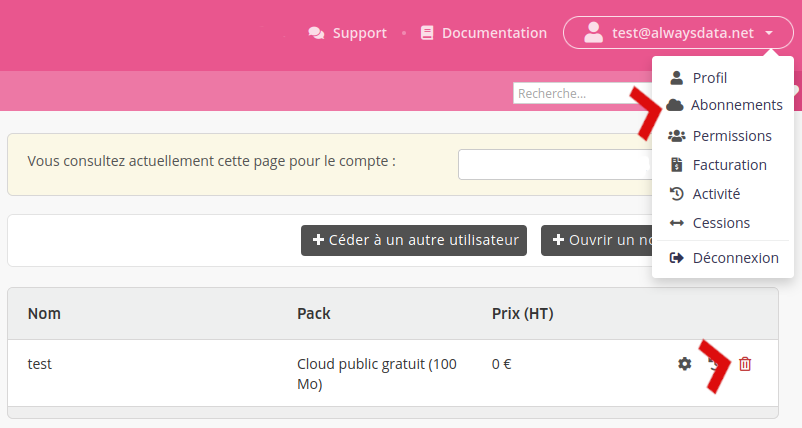 Support • Documentation test@alwaysdata.net
Profil
Recherche...
Abonnements
Permissions
Facturation
Activité
Cessions
Déconnexion
Vous consultez actuellement cette page pour le compte :
Céder à un autre utilisateur
Ouvrir un
Nom Pack Prix (HT)
test Cloud public gratuit (100 Mo) 0 €